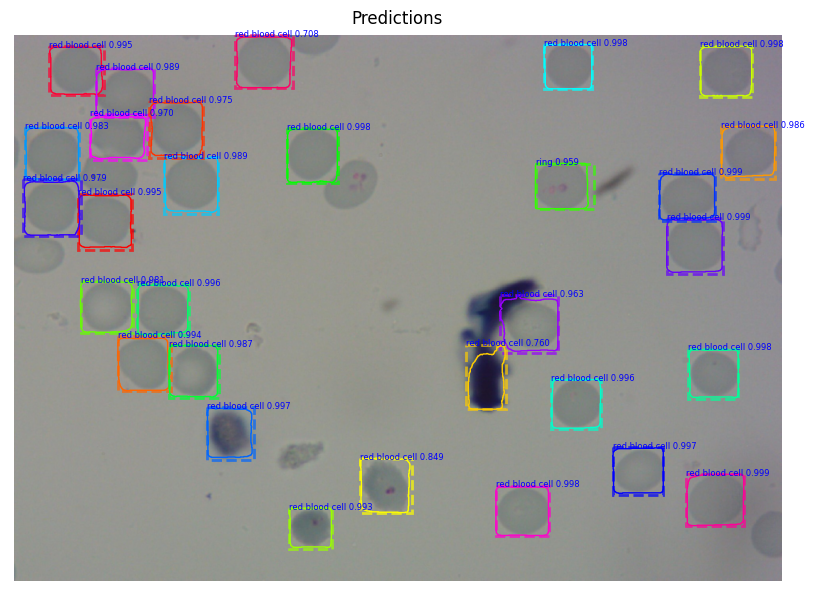 Predictions
red blood cell 0.708
red blood cell 0.995
red blood cell 0.998
red blood cell 0.998
red blood cell 0.989
red blood cell 0.975
red blood cell 0.970
red blood cell 0.983
red blood cell 0.998
red blood cell 0.986
red blood cell 0.989
ring 0.959
red blood cell 0.999
red blood cell 0.979
red blood cell 0.995
red blood cell 0.999
red blood cell 0.981
red blood cell 0.996
red blood cell 0.963
red blood cell 0.994
red blood cell 0.987
red blood cell 0.760
red blood cell 0.998
red blood cell 0.996
red blood cell 0.997
red blood cell 0.997
red blood cell 0.849
red blood cell 0.998
red blood cell 0.999
red blood cell 0.993